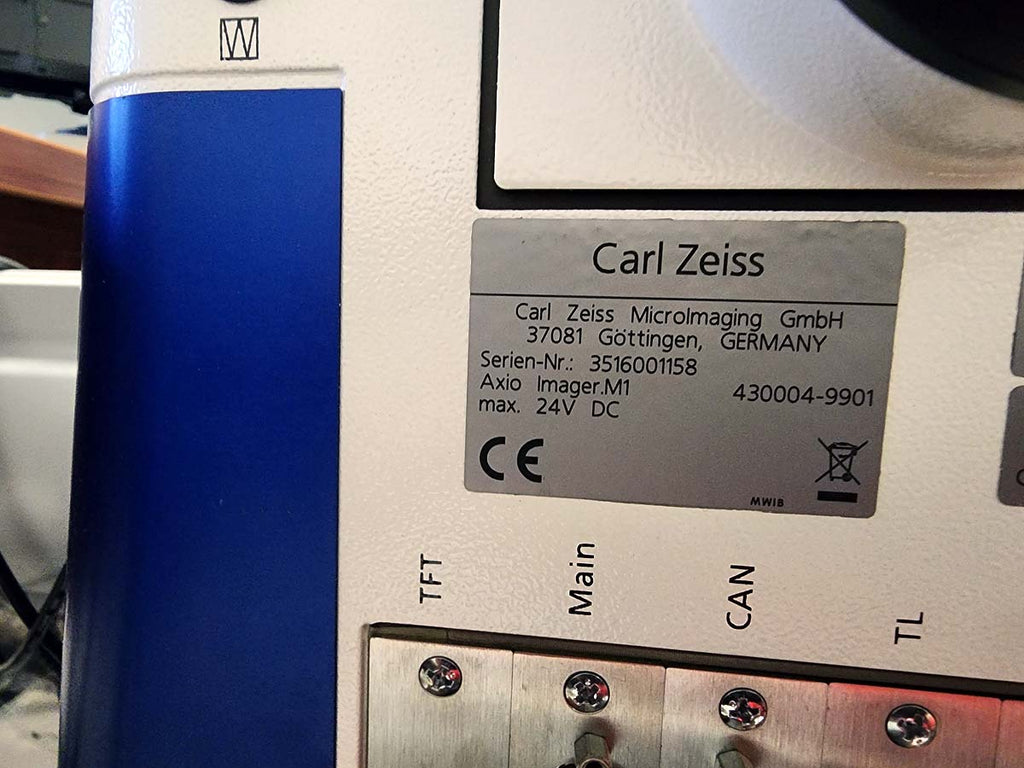 W
Carl Zeiss
Carl Zeiss MicroImaging GmbH
37081 Göttingen, GERMANY
Serien-Nr.: 3516001158
Axio Imager.M1 430004-9901
max. 24V DC
CE
MWIB
TFT
Main
CAN
TL